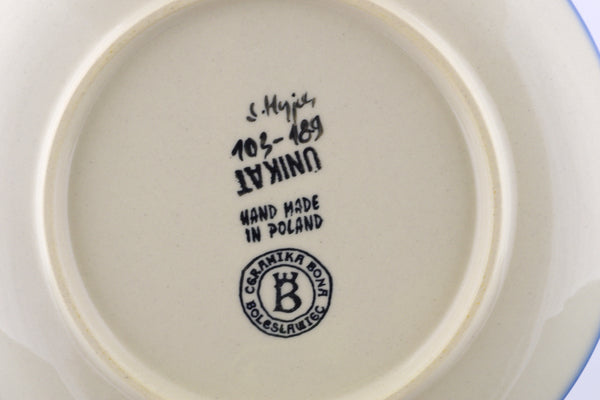 103-189
UNIKAT
HAND MADE
IN POLAND
CERAMIKA BONA
B
BOLESŁAWIEC